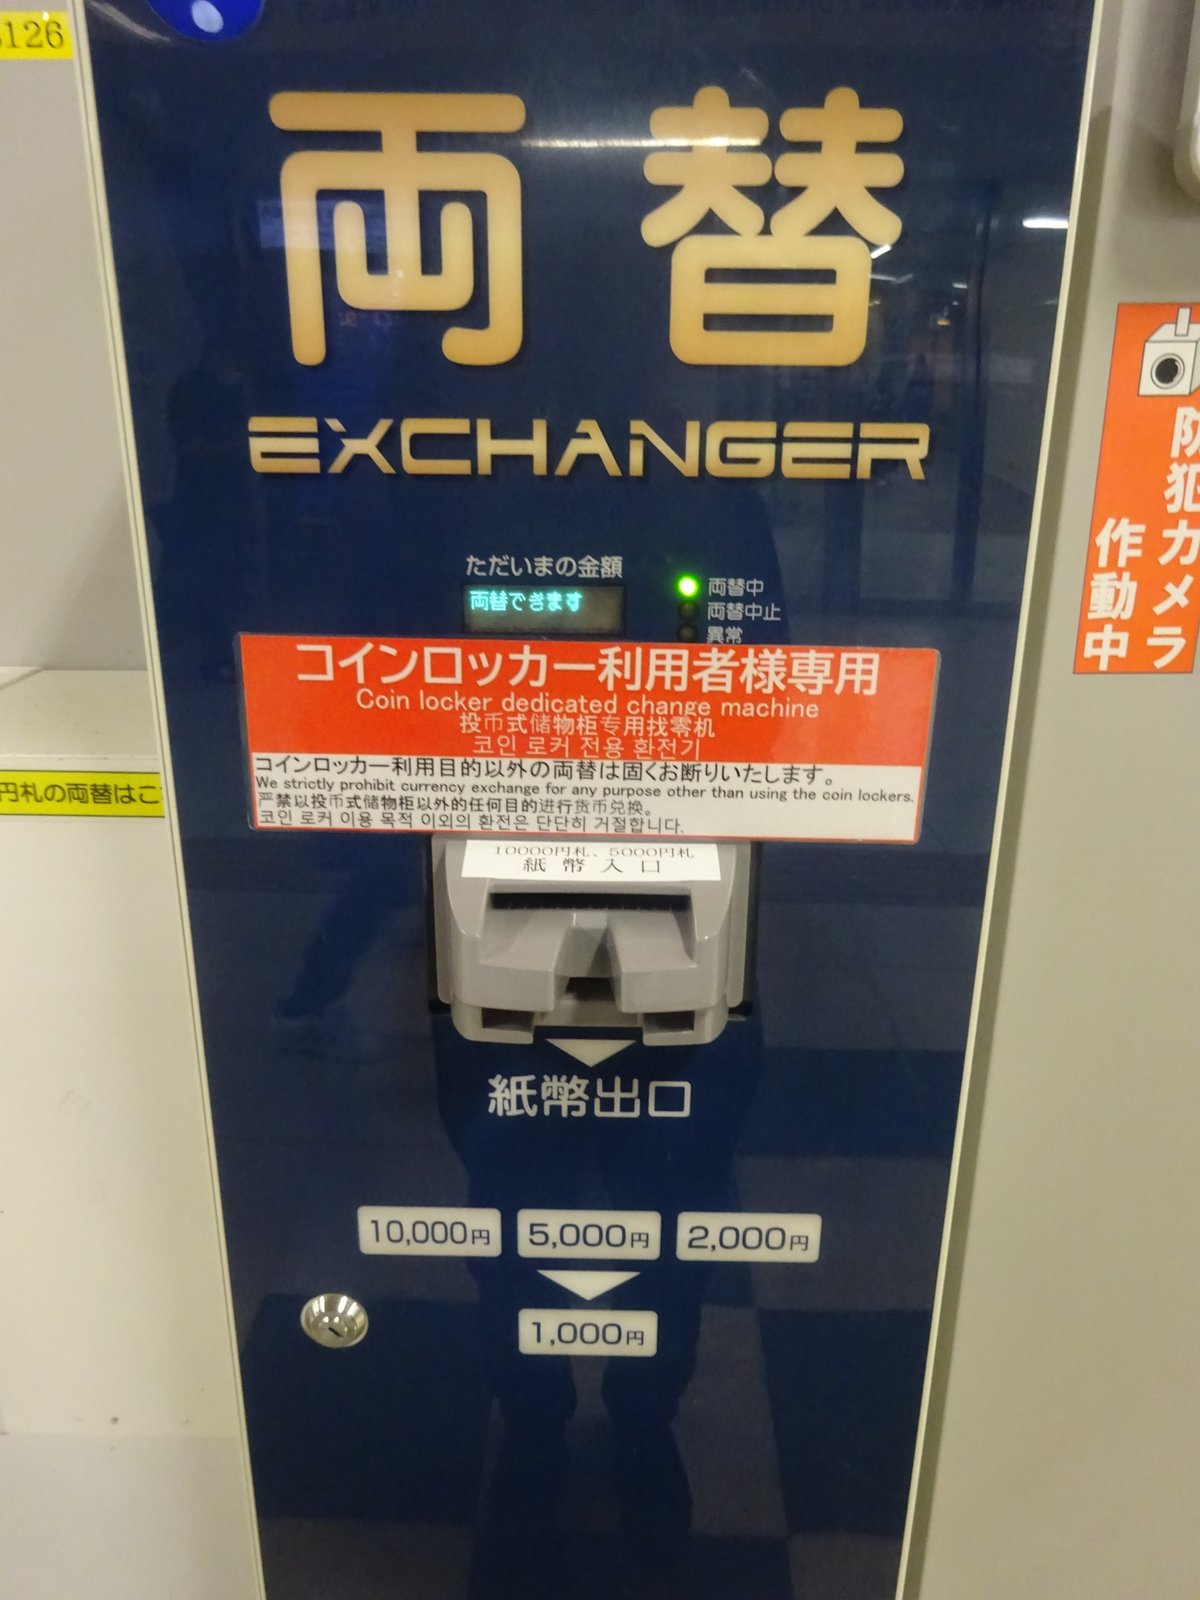 126
両替
EXCHANGER
ただいまの金額
両替できます
両替中
両替中止
異常
コインロッカー利用者様専用
Coin locker dedicated change machine
投币式储物柜专用找零机
코인 로커 전용 환전기
コインロッカー利用目的以外の両替は固くお断りいたします。
We strictly prohibit currency exchange for any purpose other than using the coin lockers.
严禁以投币式储物柜以外的任何目的进行货币兑换。
코인 로커 이용 목적 이외의 환전은 단단히 거절합니다.
10000円札、5000円札
紙幣入口
紙幣出口
10,000円
5,000円
2,000円
1,000円
円札の両替はこ
防犯カメラ
作動中